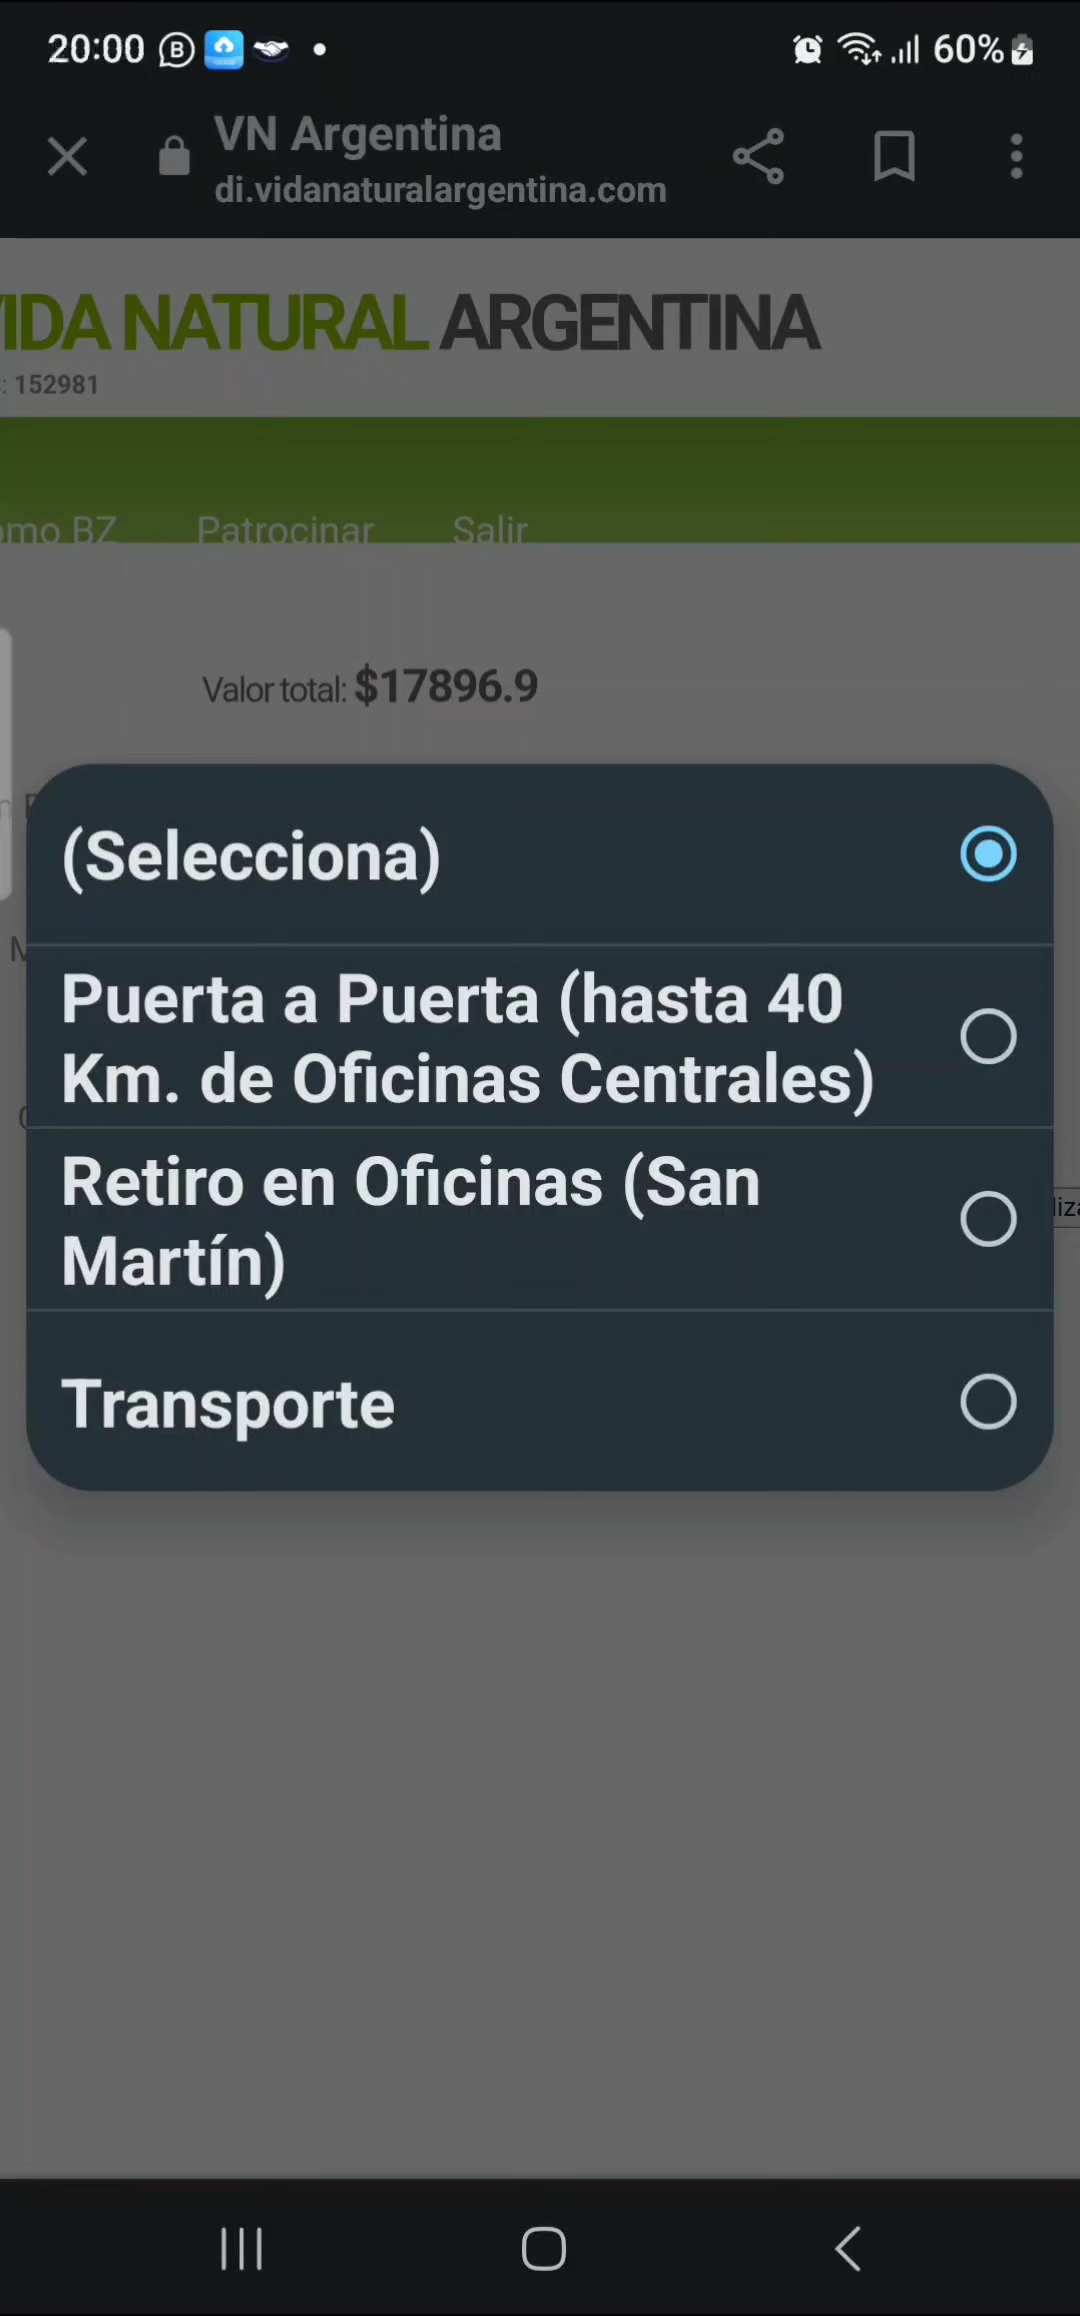 20:00
60%
VN Argentina
di.vidanaturalargentina.com
IDA NATURAL ARGENTINA
: 152981
omo BZ Patrocinar Salir
Valor total: $17896.9
(Selecciona)
Puerta a Puerta (hasta 40
Km. de Oficinas Centrales)
Retiro en Oficinas (San
Martín)
Transporte